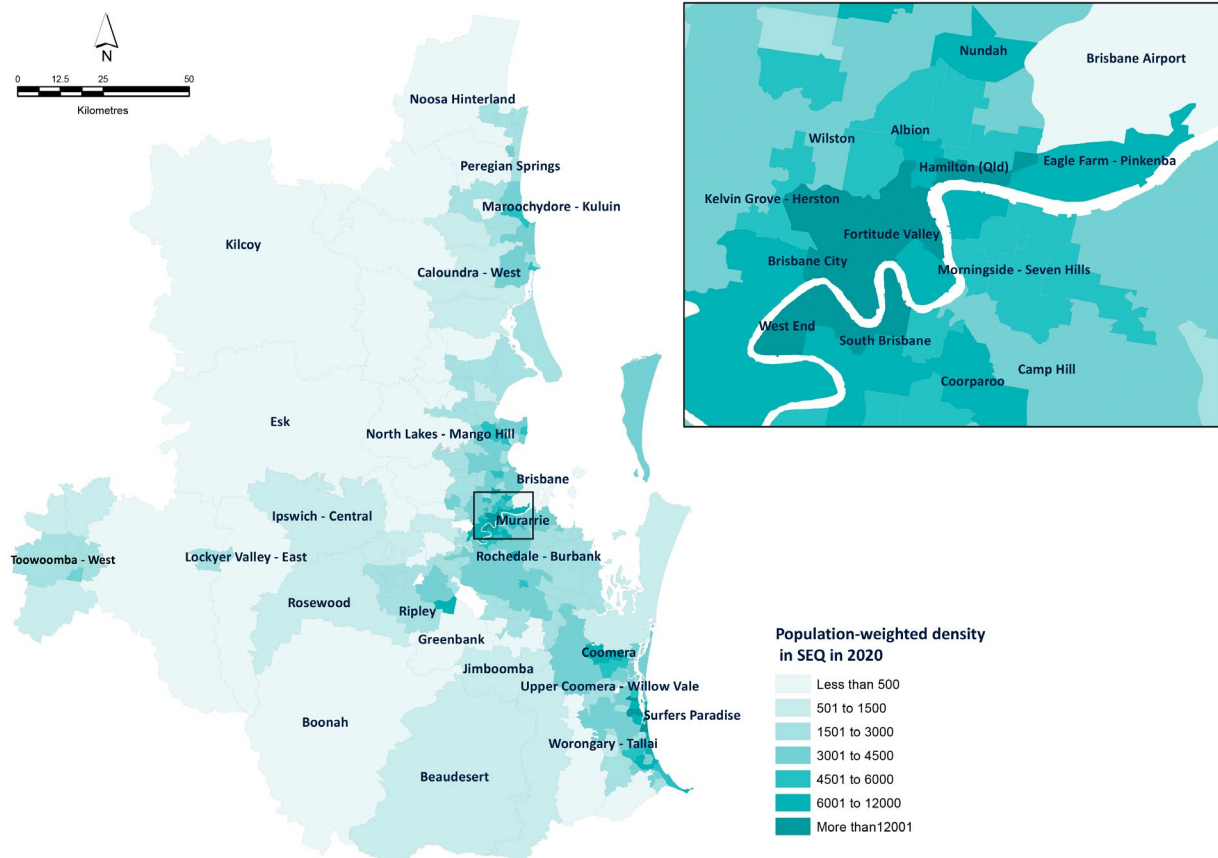 N
0 12.5 25 50
Kilometres
Noosa Hinterland
Peregian Springs
Maroochydore - Kuluin
Kilcoy
Caloundra - West
Esk
North Lakes - Mango Hill
Brisbane
Ipswich - Central
Murarrie
Toowoomba - West
Lockyer Valley - East
Rochedale - Burbank
Rosewood
Ripley
Greenbank
Coomera
Jimboomba
Upper Coomera - Willow Vale
Boonah
Surfers Paradise
Worongary - Tallai
Beaudesert
Nundah
Brisbane Airport
Albion
Wilston
Eagle Farm - Pinkenba
Hamilton (Qld)
Kelvin Grove - Herston
Fortitude Valley
Brisbane City
Morningside - Seven Hills
West End
South Brisbane
Camp Hill
Coorparoo
Population-weighted density
in SEQ in 2020
Less than 500
501 to 1500
1501 to 3000
3001 to 4500
4501 to 6000
6001 to 12000
More than12001